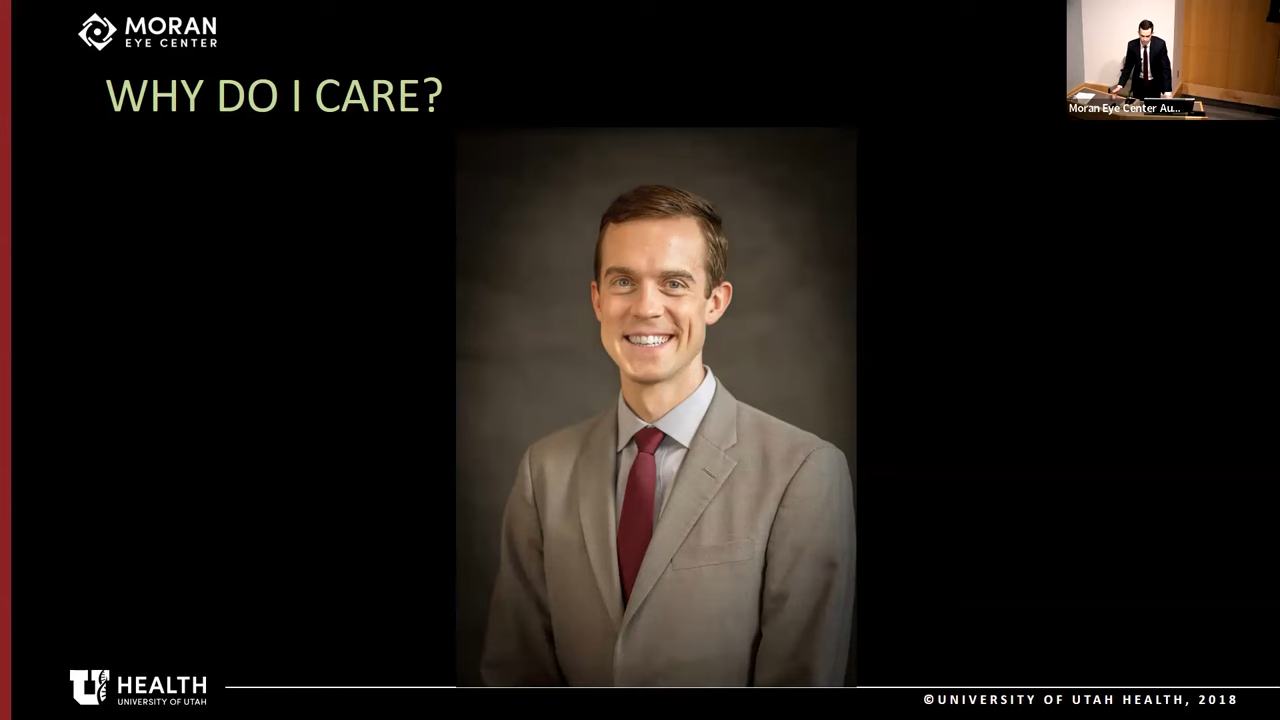 MORAN
EYE CENTER
WHY DO I CARE?
Moran Eye Center Au...
U HEALTH
UNIVERSITY OF UTAH
©UNIVERSITY OF UTAH HEALTH, 2018